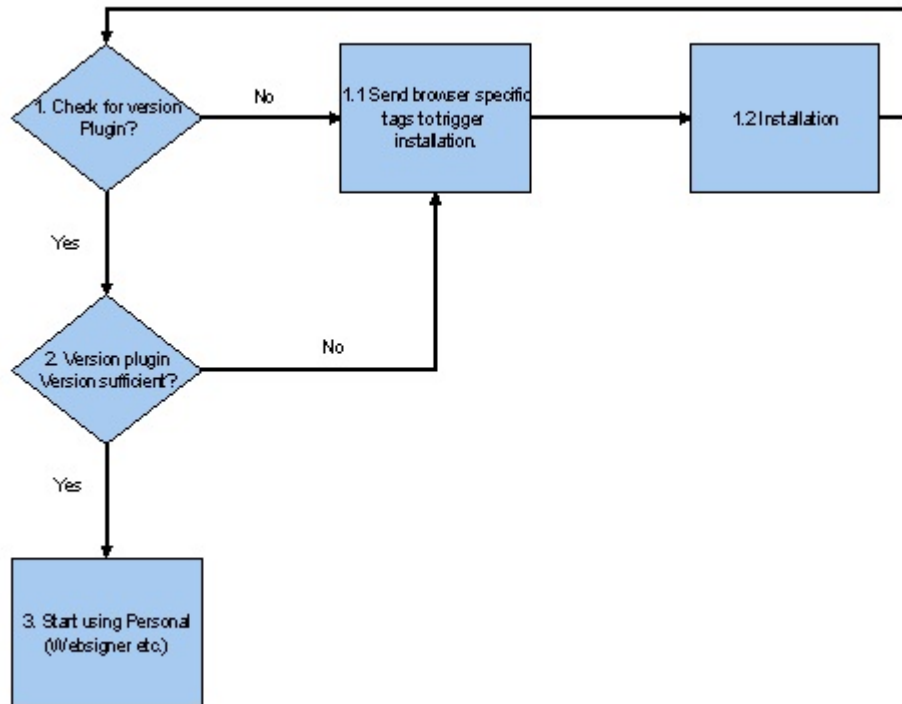 1. Check for version
Plugin?
No
1.1 Send browser specific
tags to trigger
installation.
1.2 Installation
Yes
2. Version plugin
Version sufficient?
No
Yes
3. Start using Personal
(Websigner etc.)